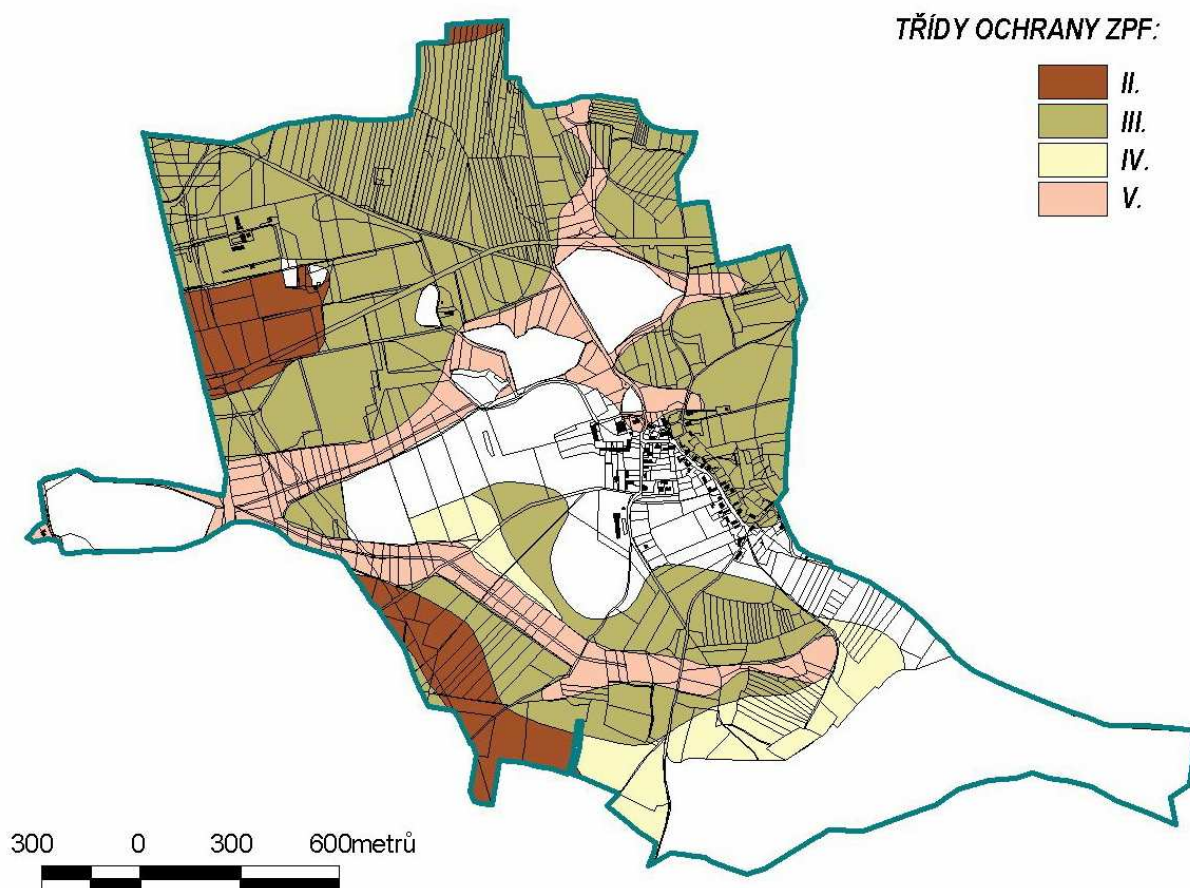 TŘÍDY OCHRANY ZPF:
II.
III.
IV.
V.
300 0 300 600metrů